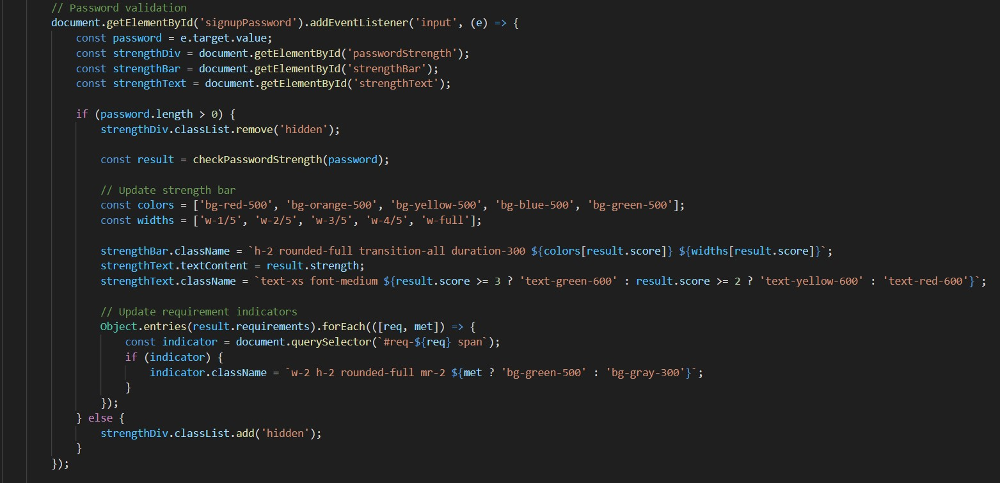 // Password validation
document.getElementById('signupPassword').addEventListener('input', (e) => {
    const password = e.target.value;
    const strengthDiv = document.getElementById('passwordStrength');
    const strengthBar = document.getElementById('strengthBar');
    const strengthText = document.getElementById('strengthText');

    if (password.length > 0) {
        strengthDiv.classList.remove('hidden');

        const result = checkPasswordStrength(password);

        // Update strength bar
        const colors = ['bg-red-500', 'bg-orange-500', 'bg-yellow-500', 'bg-blue-500', 'bg-green-500'];
        const widths = ['w-1/5', 'w-2/5', 'w-3/5', 'w-4/5', 'w-full'];

        strengthBar.className = `h-2 rounded-full transition-all duration-300 ${colors[result.score]} ${widths[result.score]}`;
        strengthText.textContent = result.strength;
        strengthText.className = `text-xs font-medium ${result.score >= 3 ? 'text-green-600' : result.score >= 2 ? 'text-yellow-600' : 'text-red-600'}`;

        // Update requirement indicators
        Object.entries(result.requirements).forEach(([req, met]) => {
            const indicator = document.querySelector(`#req-${req} span`);
            if (indicator) {
                indicator.className = `w-2 h-2 rounded-full mr-2 ${met ? 'bg-green-500' : 'bg-gray-300'}`;
            }
        });
    } else {
        strengthDiv.classList.add('hidden');
    }
});